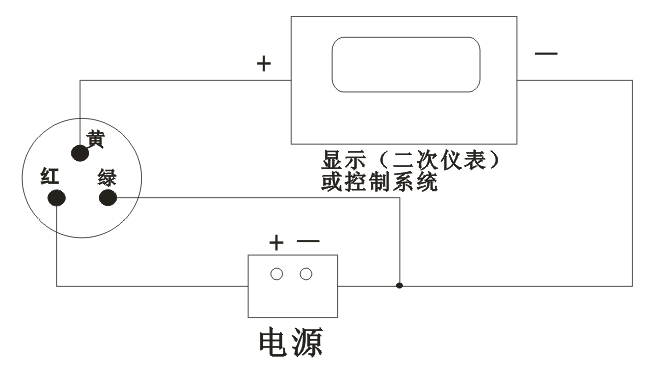 + —
黄
红 绿
显示（二次仪表）
或控制系统
+ —
电源